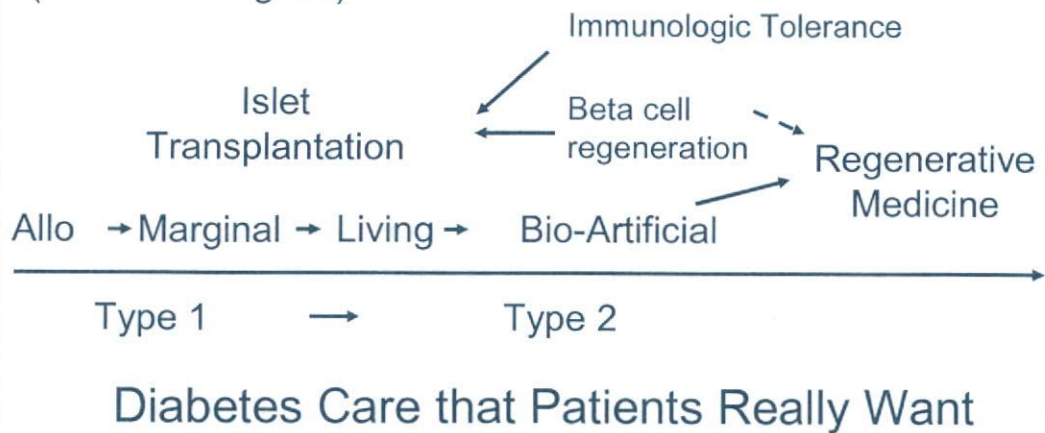 Immunologic Tolerance
Islet
Transplantation
Beta cell
regeneration
Regenerative
Medicine
Allo → Marginal → Living → Bio-Artificial
Type 1 → Type 2
Diabetes Care that Patients Really Want